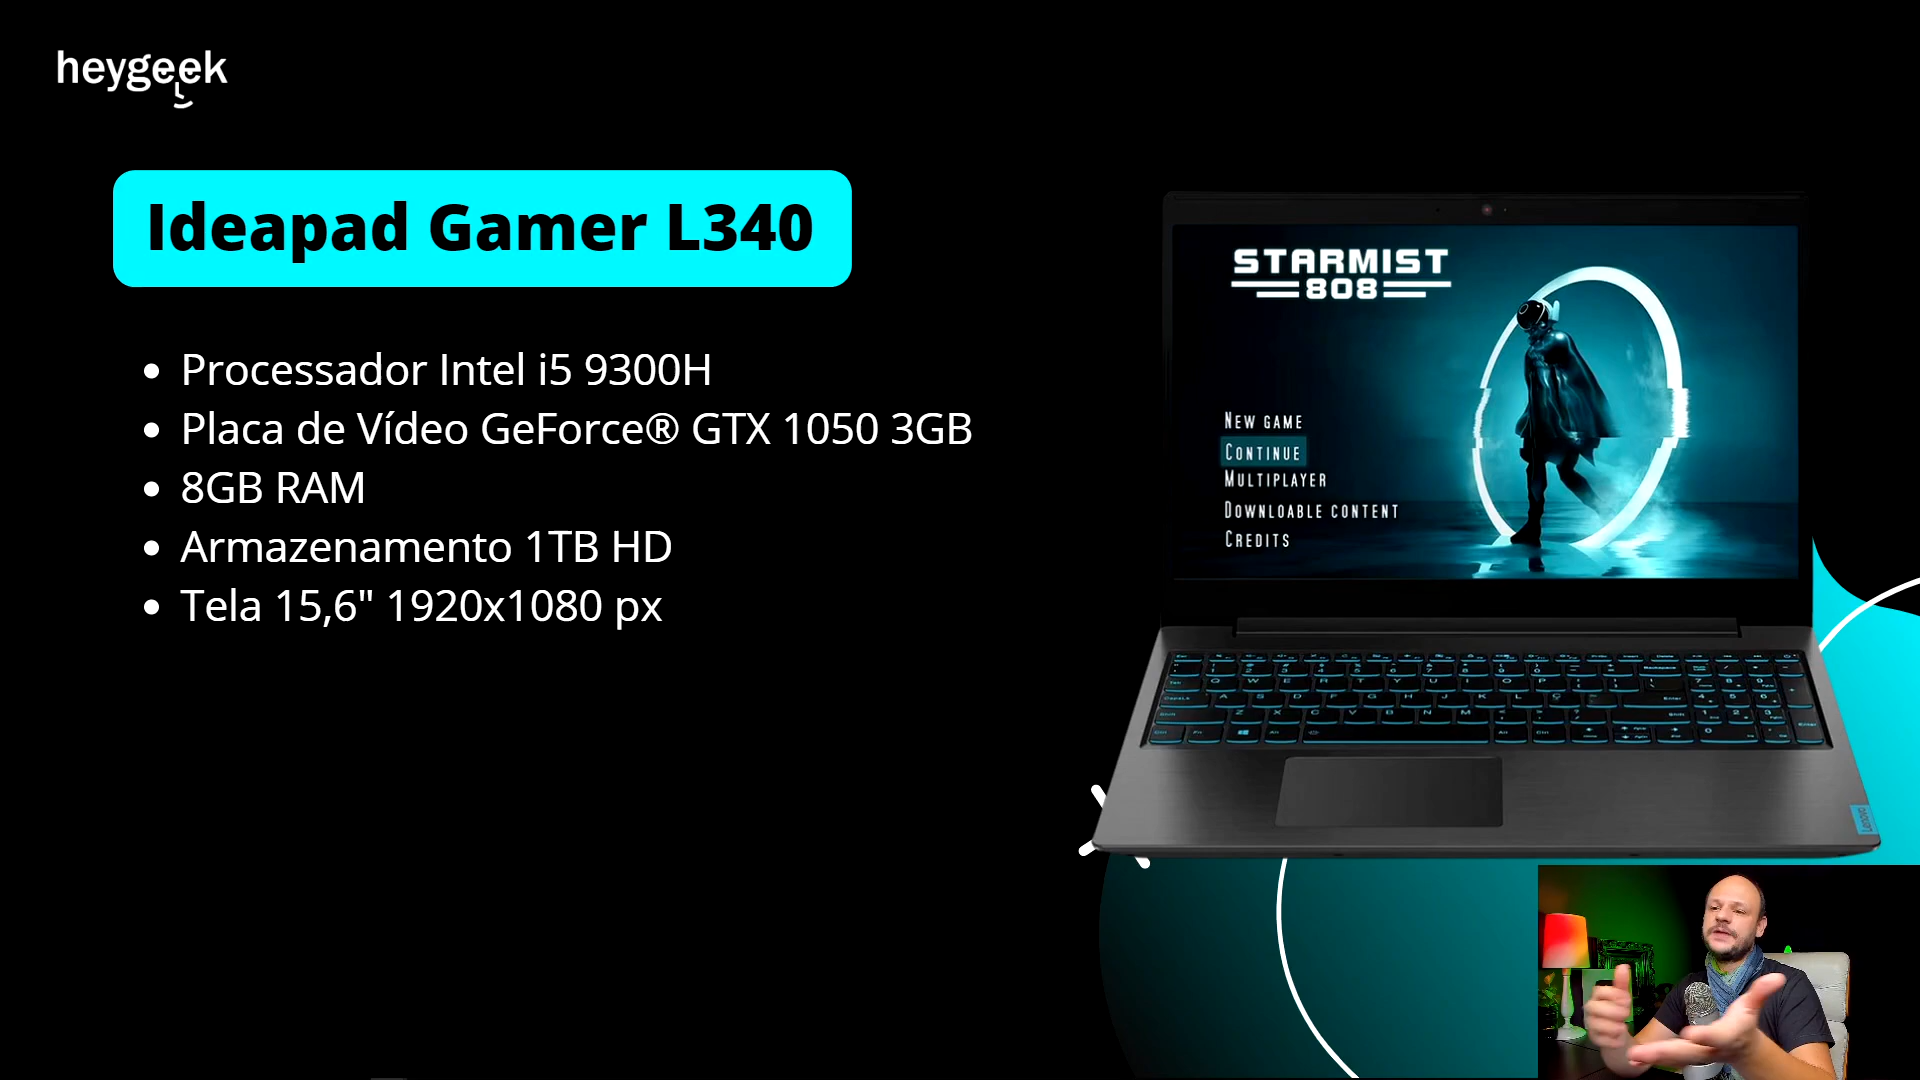 heygeek
Ideapad Gamer L340
• Processador Intel i5 9300H
• Placa de Vídeo GeForce® GTX 1050 3GB
• 8GB RAM
• Armazenamento 1TB HD
• Tela 15,6" 1920x1080 px
STARMIST
808
NEW GAME
CONTINUE
MULTIPLAYER
DOWNLOADABLE CONTENT
CREDITS
Q W E R T Y U I O P
A S D F G H J K L Ç
Z X C V B N M
Lenovo